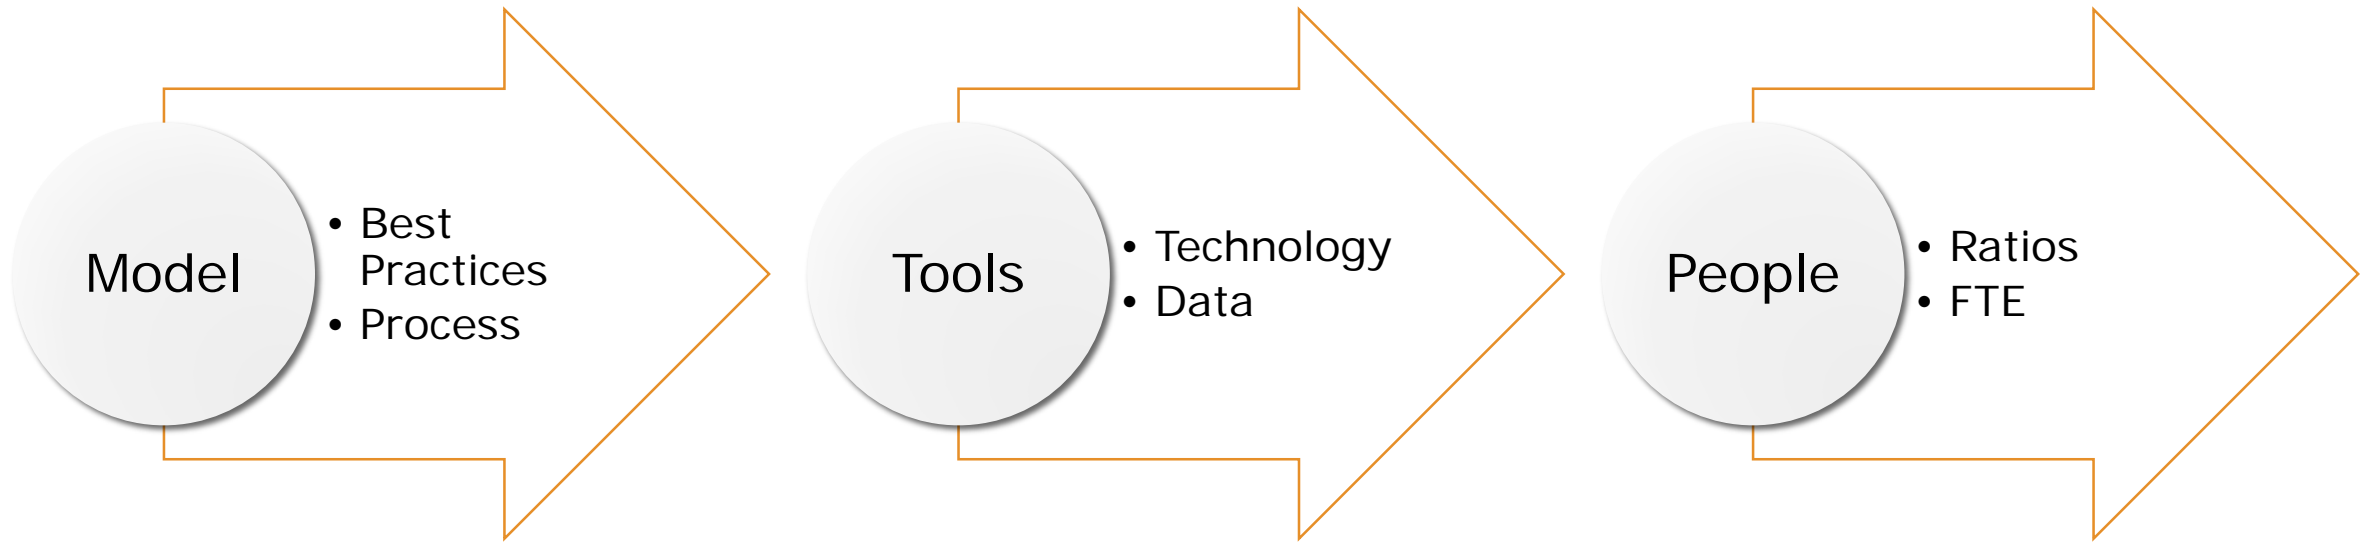 Model
• Best
Practices
• Process
Tools
• Technology
• Data
People
• Ratios
• FTE